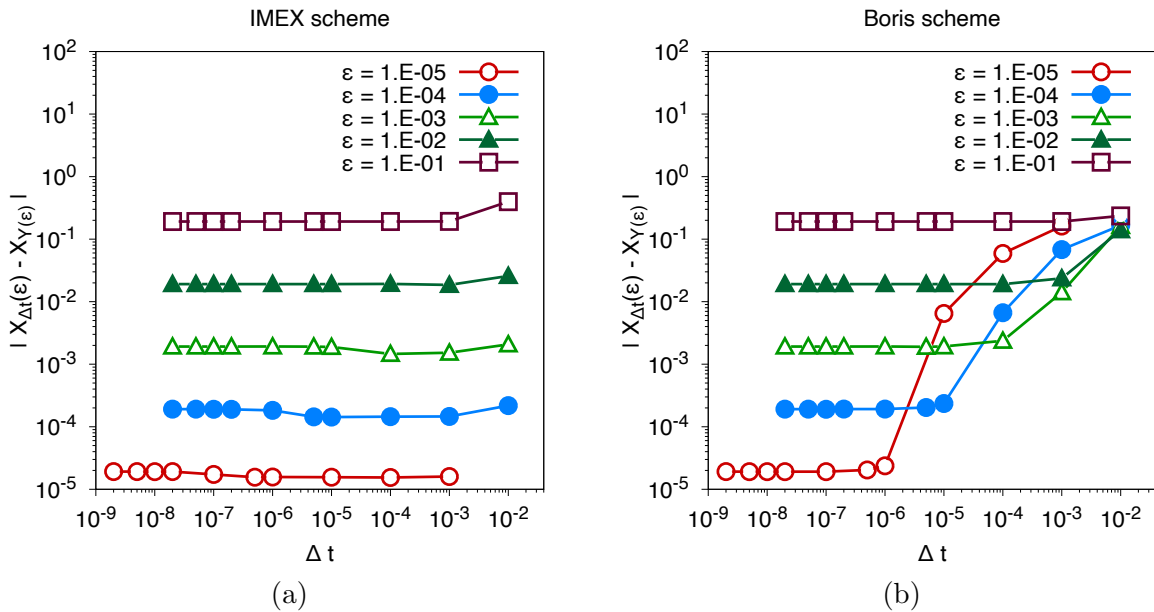 IMEX scheme
10^2
10^1
10^0
10^-1
10^-2
10^-3
10^-4
10^-5
| X_Δt(ε) - X_Y(ε) |
ε = 1.E-05
ε = 1.E-04
ε = 1.E-03
ε = 1.E-02
ε = 1.E-01
10^-9 10^-8 10^-7 10^-6 10^-5 10^-4 10^-3 10^-2
Δ t
(a)
Boris scheme
10^2
10^1
10^0
10^-1
10^-2
10^-3
10^-4
10^-5
| X_Δt(ε) - X_Y(ε) |
ε = 1.E-05
ε = 1.E-04
ε = 1.E-03
ε = 1.E-02
ε = 1.E-01
10^-9 10^-8 10^-7 10^-6 10^-5 10^-4 10^-3 10^-2
Δ t
(b)